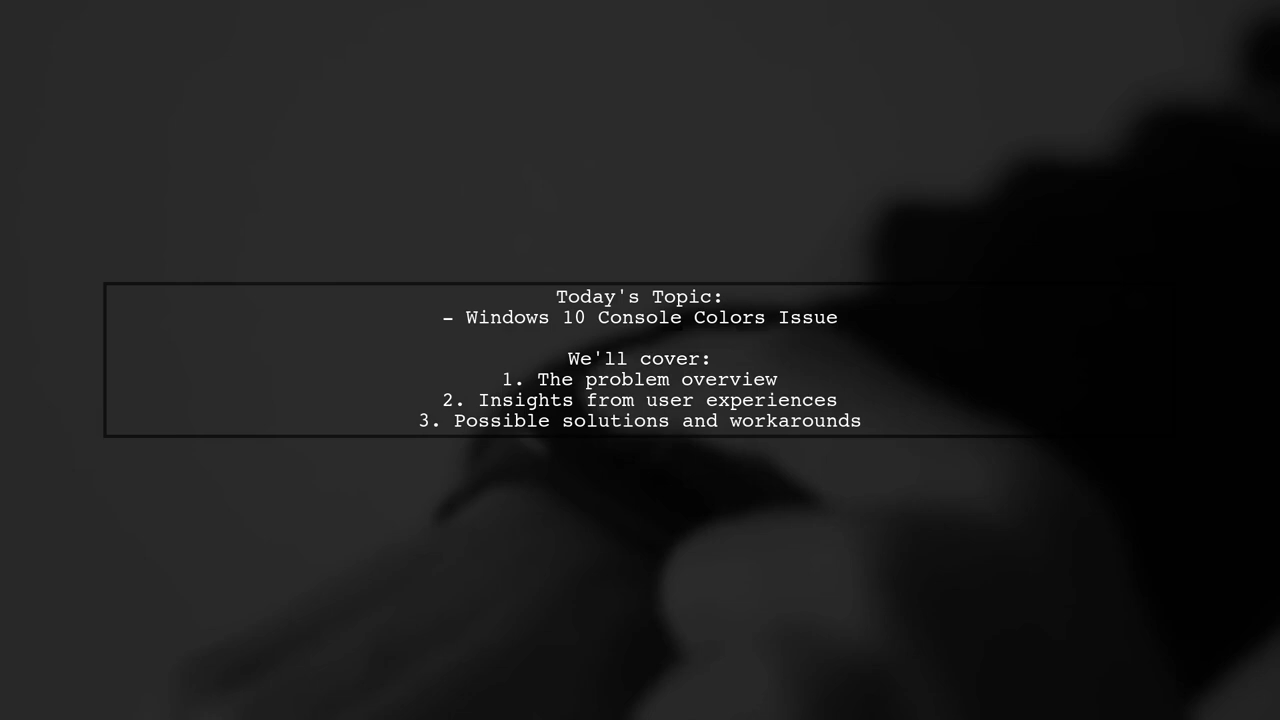 Today's Topic:
– Windows 10 Console Colors Issue
We'll cover:
1. The problem overview
2. Insights from user experiences
3. Possible solutions and workarounds